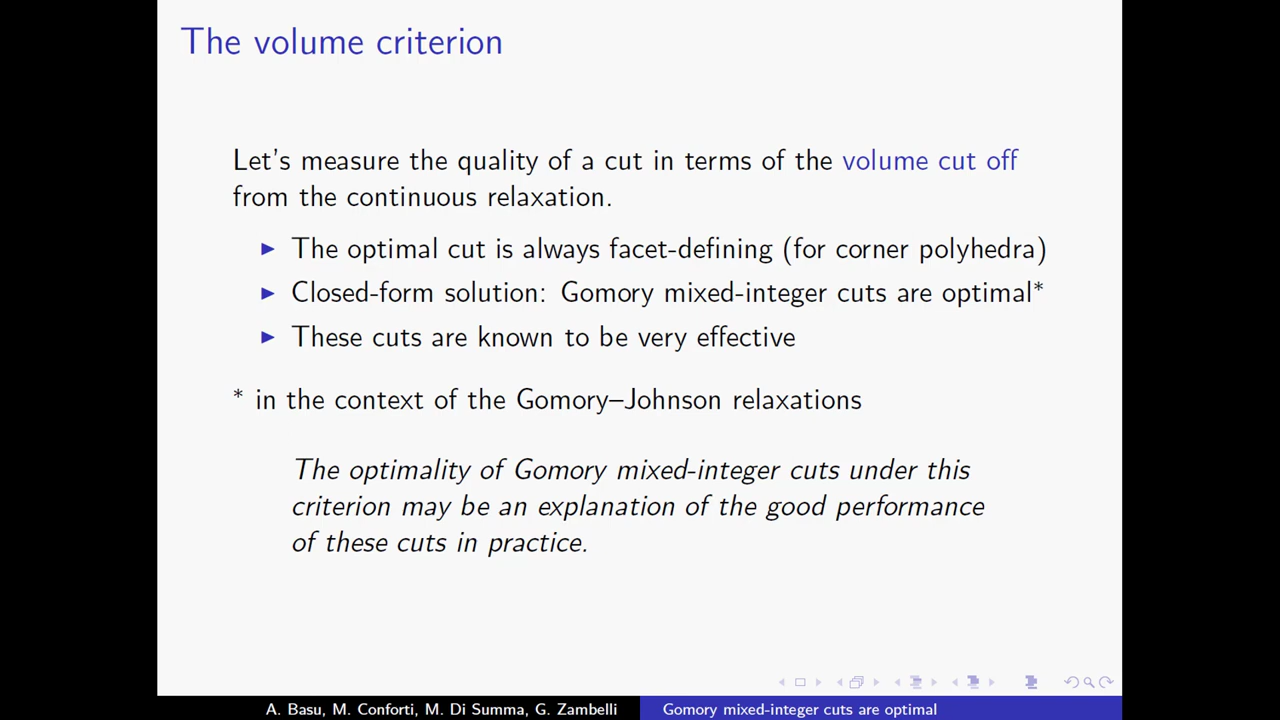 The volume criterion
Let's measure the quality of a cut in terms of the volume cut off
from the continuous relaxation.
The optimal cut is always facet-defining (for corner polyhedra)
Closed-form solution: Gomory mixed-integer cuts are optimal*
These cuts are known to be very effective
* in the context of the Gomory–Johnson relaxations
The optimality of Gomory mixed-integer cuts under this
criterion may be an explanation of the good performance
of these cuts in practice.
A. Basu, M. Conforti, M. Di Summa, G. Zambelli
Gomory mixed-integer cuts are optimal